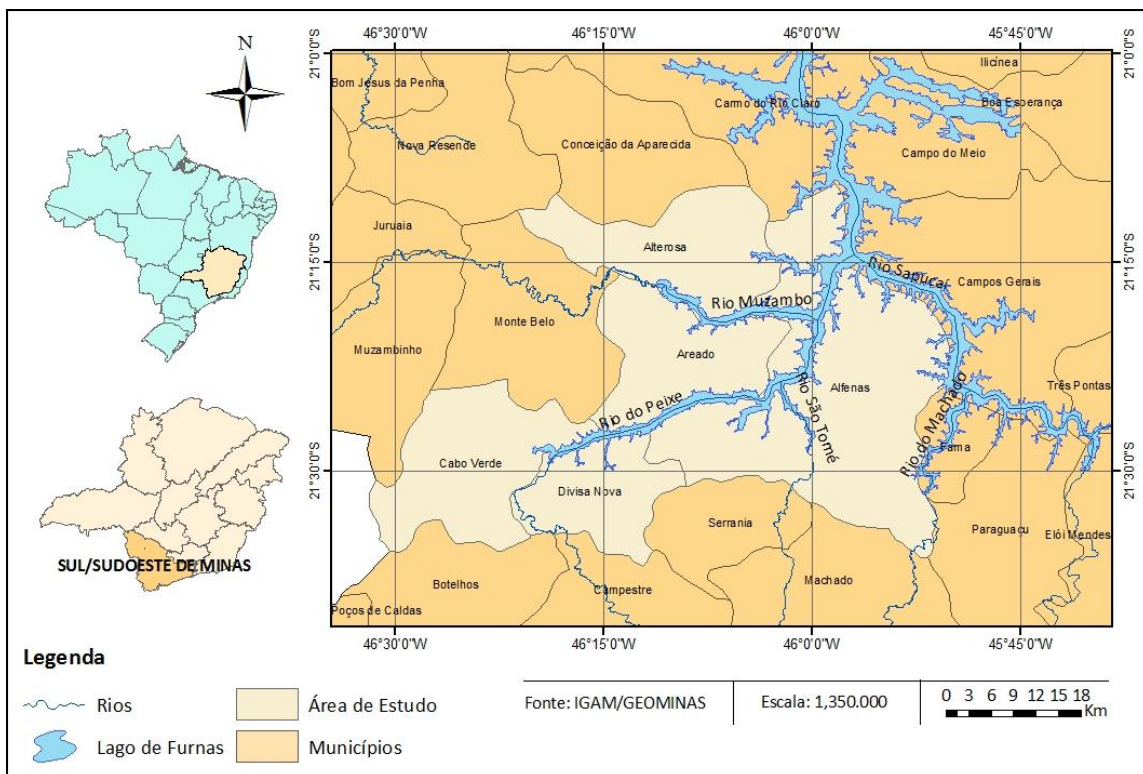 N
46°30'0"W 46°15'0"W 46°0'0"W 45°45'0"W
21°0'0"S
21°0'0"S
Ilicínea
Bom Jesus da Penha
Carmo do Rio Claro
Boa Esperança
Nova Resende
Conceição da Aparecida
Campo do Meio
Juruaia
Alterosa
21°15'0"S
21°15'0"S
Rio Sapucaí
Campos Gerais
Rio Muzambo
Monte Belo
Muzambinho
Areado
Três Pontas
Alfenas
Rio do Peixe
Rio São Tomé
Rio do Machado
Fama
Cabo Verde
21°30'0"S
21°30'0"S
Divisa Nova
Serrania
Paraguaçu
Elói Mendes
SUL/SUDOESTE DE MINAS
Botelhos
Campestre
Machado
Poços de Caldas
46°30'0"W 46°15'0"W 46°0'0"W 45°45'0"W
Legenda
Rios
Área de Estudo
Lago de Furnas
Municípios
Fonte: IGAM/GEOMINAS
Escala: 1,350.000
0 3 6 9 12 15 18
Km